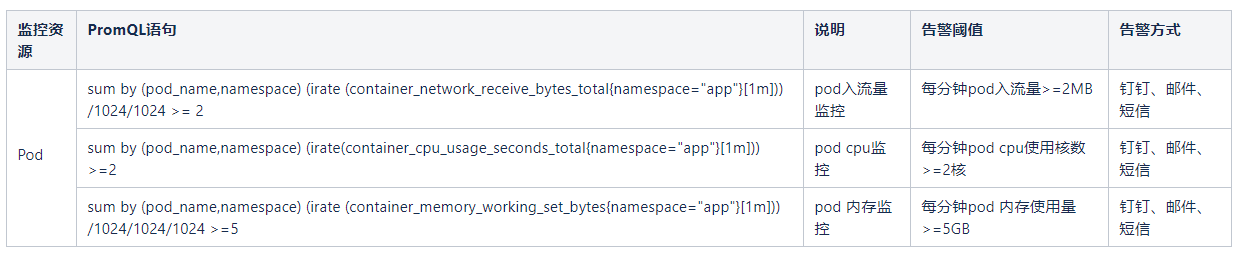 监控资源
PromQL语句
说明
告警阈值
告警方式
Pod
sum by (pod_name,namespace) (irate (container_network_receive_bytes_total{namespace="app"}[1m]))
/1024/1024 >= 2
pod入流量
监控
每分钟pod入流量>=2MB
钉钉、邮件、
短信
sum by (pod_name,namespace) (irate(container_cpu_usage_seconds_total{namespace="app"}[1m]))
>=2
pod cpu监
控
每分钟pod cpu使用核数
>=2核
钉钉、邮件、
短信
sum by (pod_name,namespace) (irate (container_memory_working_set_bytes{namespace="app"}[1m]))
/1024/1024/1024 >=5
pod 内存监
控
每分钟pod 内存使用量
>=5GB
钉钉、邮件、
短信